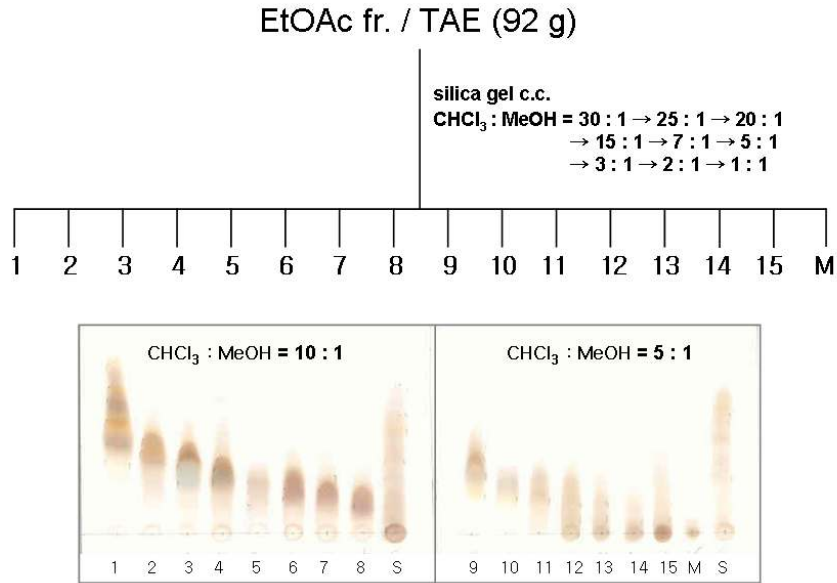 EtOAc fr. / TAE (92 g)
silica gel c.c.
CHCl₃ : MeOH = 30 : 1 → 25 : 1 → 20 : 1
→ 15 : 1 → 7 : 1 → 5 : 1
→ 3 : 1 → 2 : 1 → 1 : 1
1 2 3 4 5 6 7 8 9 10 11 12 13 14 15 M
CHCl₃ : MeOH = 10 : 1
CHCl₃ : MeOH = 5 : 1
1 2 3 4 5 6 7 8 S
9 10 11 12 13 14 15 M S